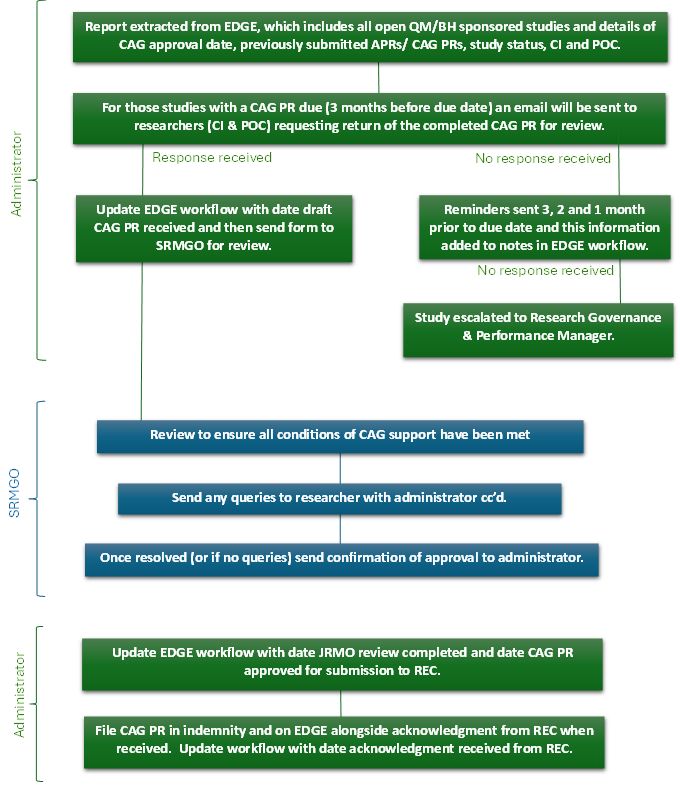 Report extracted from EDGE, which includes all open QM/BH sponsored studies and details of
CAG approval date, previously submitted APRs/ CAG PRs, study status, CI and POC.
For those studies with a CAG PR due (3 months before due date) an email will be sent to
researchers (CI & POC) requesting return of the completed CAG PR for review.
Administrator
Response received
No response received
Update EDGE workflow with date draft
CAG PR received and then send form to
SRMGO for review.
Reminders sent 3, 2 and 1 month
prior to due date and this information
added to notes in EDGE workflow.
No response received
Study escalated to Research Governance
& Performance Manager.
SRMGO
Review to ensure all conditions of CAG support have been met
Send any queries to researcher with administrator cc’d.
Once resolved (or if no queries) send confirmation of approval to administrator.
Administrator
Update EDGE workflow with date JRMO review completed and date CAG PR
approved for submission to REC.
File CAG PR in indemnity and on EDGE alongside acknowledgment from REC when
received.  Update workflow with date acknowledgment received from REC.